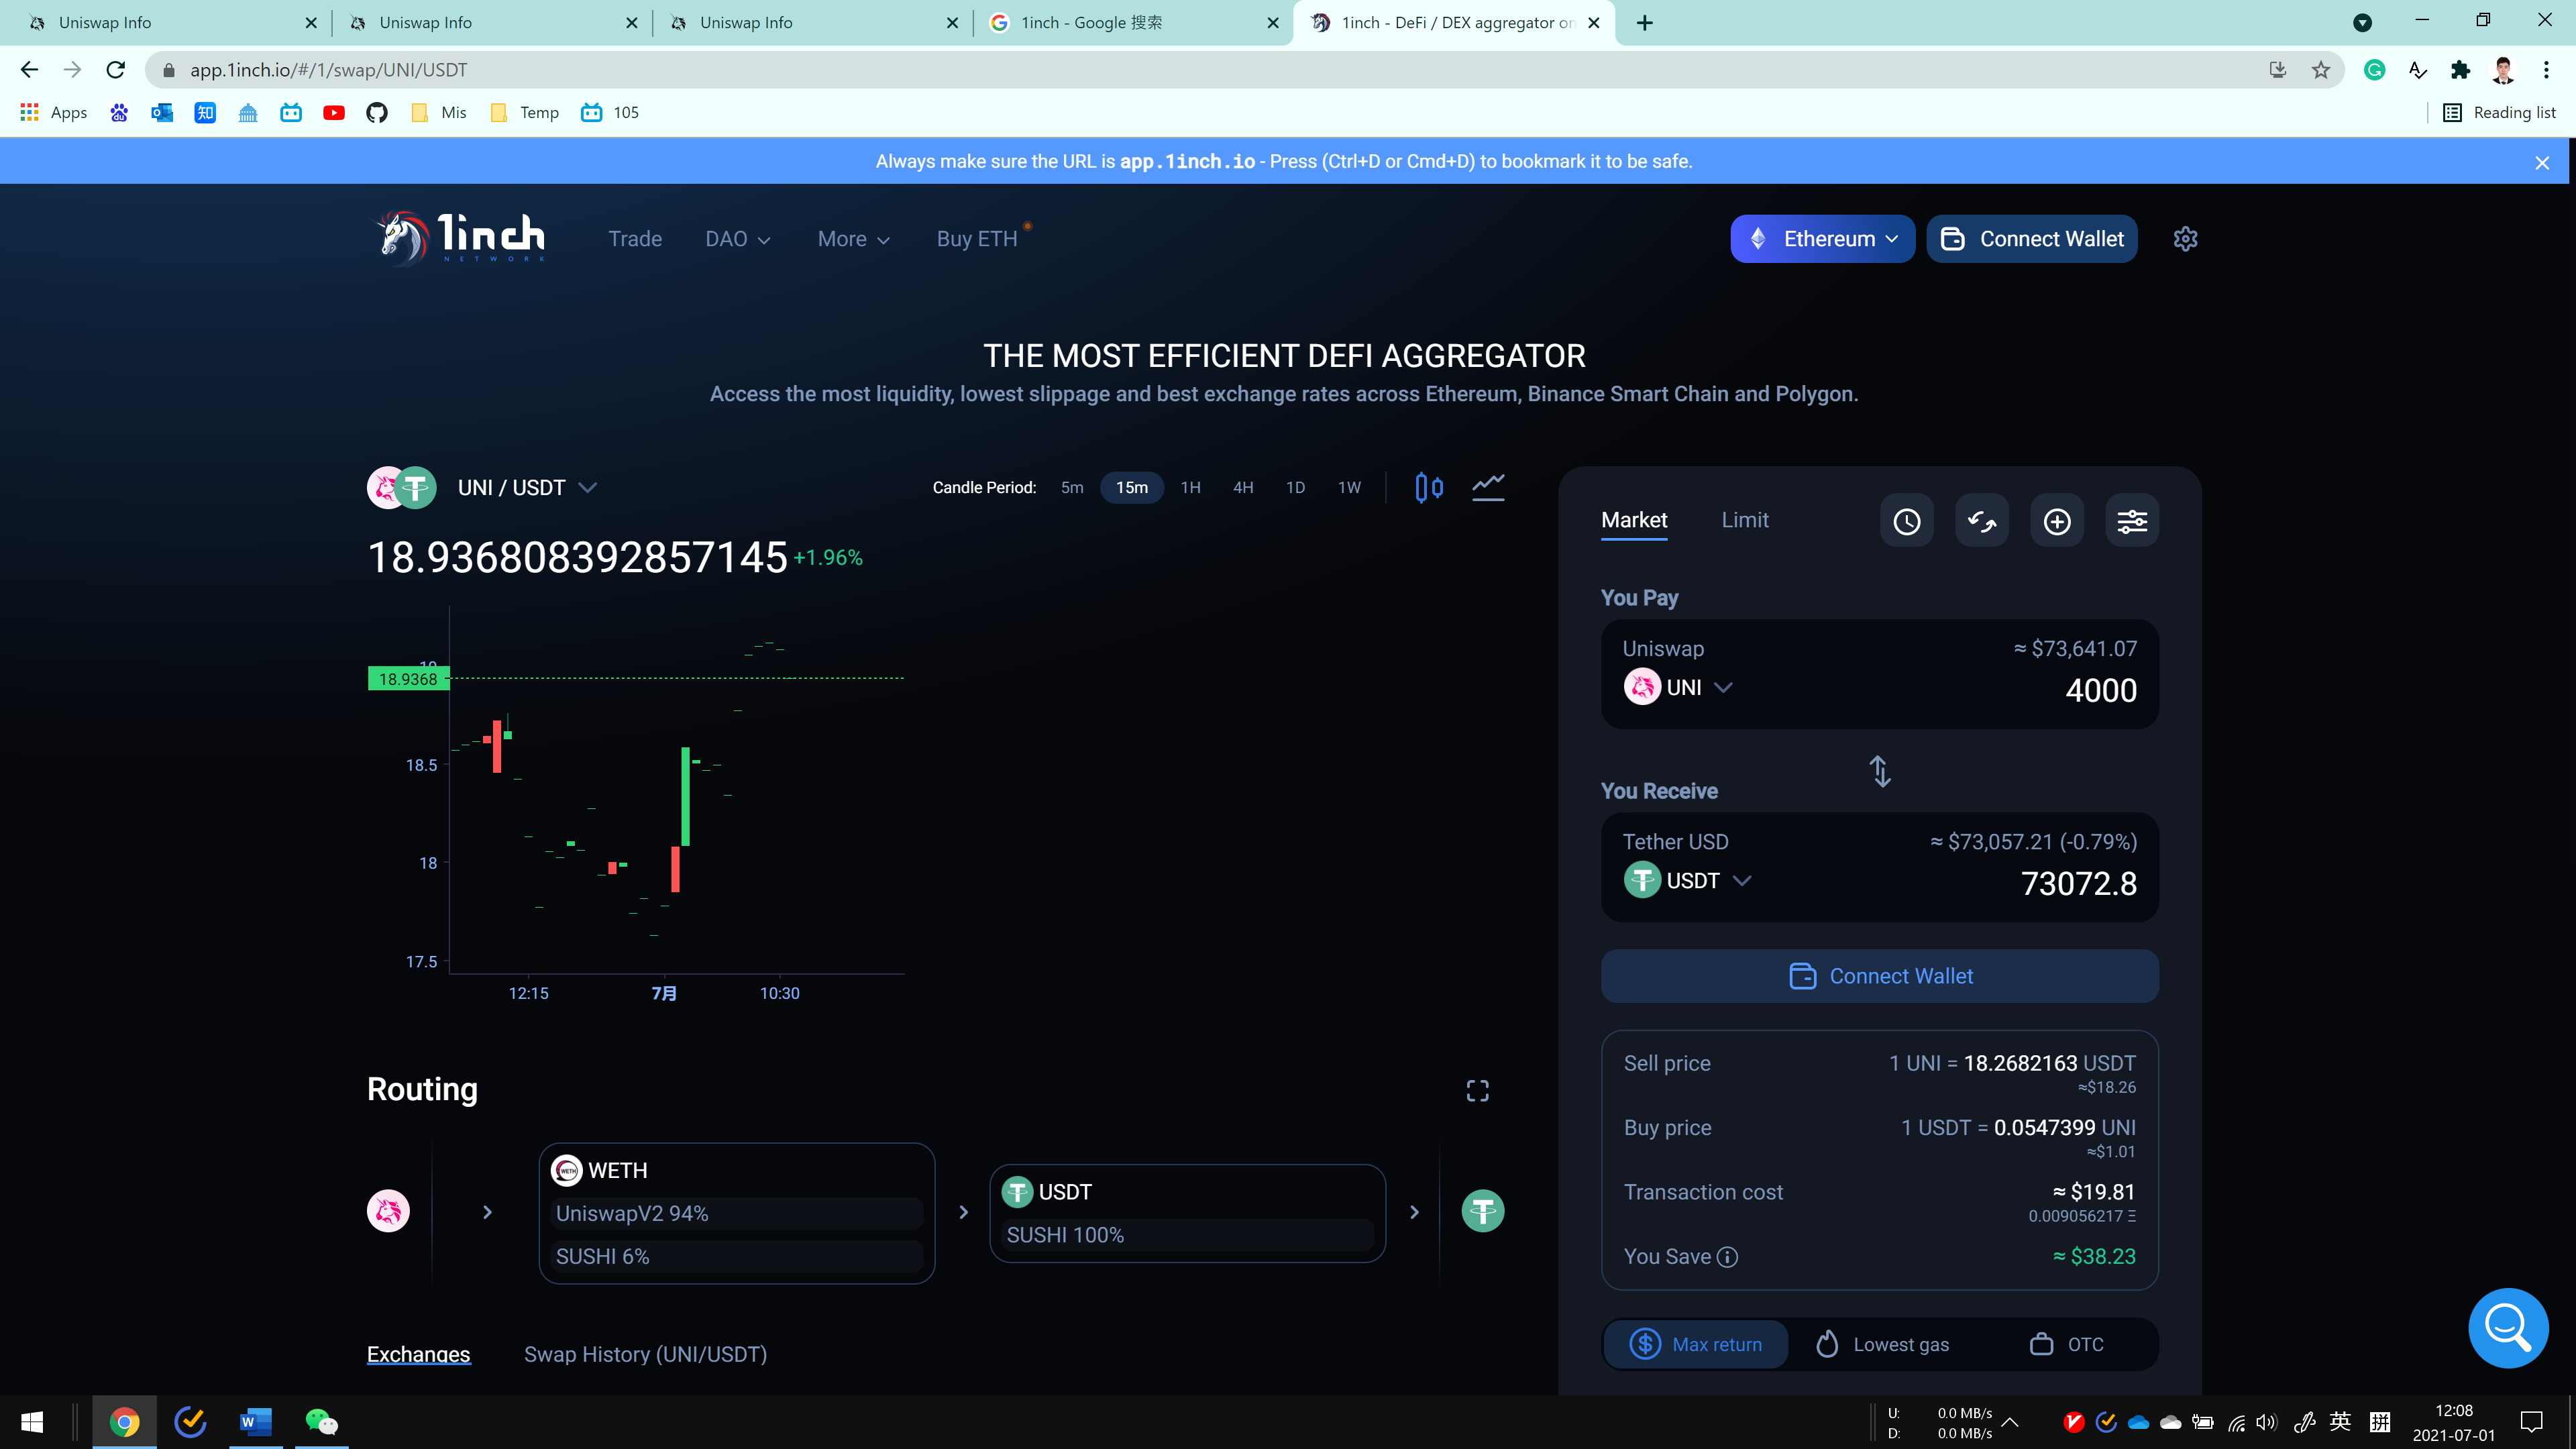 Uniswap Info
Uniswap Info
Uniswap Info
1inch - Google 搜索
1inch - DeFi / DEX aggregator on
app.1inch.io/#/1/swap/UNI/USDT
Apps
du
知
Mis
Temp
105
Reading list
Always make sure the URL is app.1inch.io - Press (Ctrl+D or Cmd+D) to bookmark it to be safe.
1inch
NETWORK
Trade
DAO
More
Buy ETH
Ethereum
Connect Wallet
THE MOST EFFICIENT DEFI AGGREGATOR
Access the most liquidity, lowest slippage and best exchange rates across Ethereum, Binance Smart Chain and Polygon.
UNI / USDT
Candle Period: 5m 15m 1H 4H 1D 1W
18.936808392857145 +1.96%
19
18.9368
18.5
18
17.5
12:15
7月
10:30
Market
Limit
You Pay
Uniswap
≈ $73,641.07
UNI
4000
You Receive
Tether USD
≈ $73,057.21 (-0.79%)
USDT
73072.8
Connect Wallet
Sell price
1 UNI = 18.2682163 USDT
≈$18.26
Buy price
1 USDT = 0.0547399 UNI
≈$1.01
Transaction cost
≈ $19.81
0.009056217 Ξ
You Save
≈ $38.23
Max return
Lowest gas
OTC
Routing
WETH
WETH
UniswapV2 94%
SUSHI 6%
USDT
SUSHI 100%
Exchanges
Swap History (UNI/USDT)
W
U: 0.0 MB/s
D: 0.0 MB/s
英
拼
12:08
2021-07-01